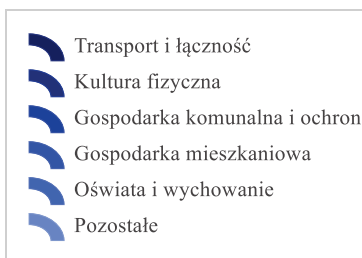 Transport i łączność
Kultura fizyczna
Gospodarka komunalna i ochron
Gospodarka mieszkaniowa
Oświata i wychowanie
Pozostałe